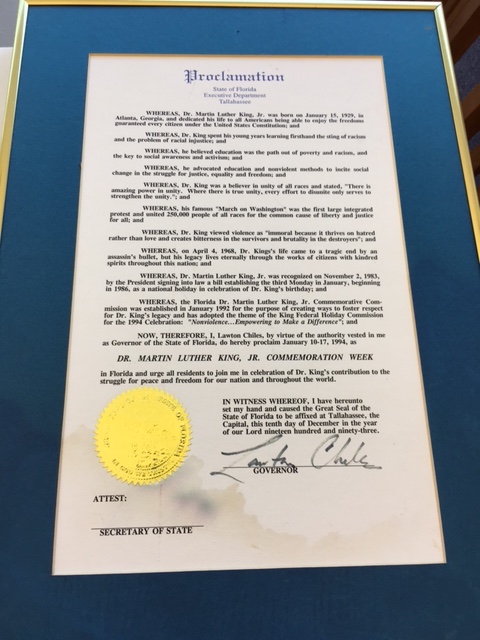 Proclamation
State of Florida
Executive Department
Tallahassee
WHEREAS, Dr. Martin Luther King, Jr. was born on January 15, 1929, in
Atlanta, Georgia, and dedicated his life to all Americans being able to enjoy the freedoms
guaranteed every citizen under the United States Constitution; and
WHEREAS, Dr. King spent his young years learning firsthand the sting of racism
and the problem of racial injustice; and
WHEREAS, he believed education was the path out of poverty and racism, and
the key to social awareness and activism; and
WHEREAS, he advocated education and nonviolent methods to incite social
change in the struggle for justice, equality and freedom; and
WHEREAS, Dr. King was a believer in unity of all races and stated, "There is
amazing power in unity. Where there is true unity, every effort to disunite only serves to
strengthen the unity."; and
WHEREAS, his famous "March on Washington" was the first large integrated
protest and united 250,000 people of all races for the common cause of liberty and justice
for all; and
WHEREAS, Dr. King viewed violence as "immoral because it thrives on hatred
rather than love and creates bitterness in the survivors and brutality in the destroyers"; and
WHEREAS, on April 4, 1968, Dr. Kings's life came to a tragic end by an
assassin's bullet, but his legacy lives eternally through the works of citizens with kindred
spirits throughout this nation; and
WHEREAS, Dr. Martin Luther King, Jr. was recognized on November 2, 1983,
by the President signing into law a bill establishing the third Monday in January, beginning
in 1986, as a national holiday in celebration of Dr. King's birthday; and
WHEREAS, the Florida Dr. Martin Luther King, Jr. Commemorative Com-
mission was established in January 1992 for the purpose of creating ways to foster respect
for Dr. King's legacy and has adopted the theme of the King Federal Holiday Commission
for the 1994 Celebration: "Nonviolence...Empowering to Make a Difference"; and
NOW, THEREFORE, I, Lawton Chiles, by virtue of the authority vested in me
as Governor of the State of Florida, do hereby proclaim January 10-17, 1994, as
DR. MARTIN LUTHER KING, JR. COMMEMORATION WEEK
in Florida and urge all residents to join me in celebration of Dr. King's contribution to the
struggle for peace and freedom for our nation and throughout the world.
IN WITNESS WHEREOF, I have hereunto
set my hand and caused the Great Seal of the
State of Florida to be affixed at Tallahassee, the
Capital, this tenth day of December in the year
of our Lord nineteen hundred and ninety-three.
Lawton Chiles
GOVERNOR
ATTEST:
SECRETARY OF STATE